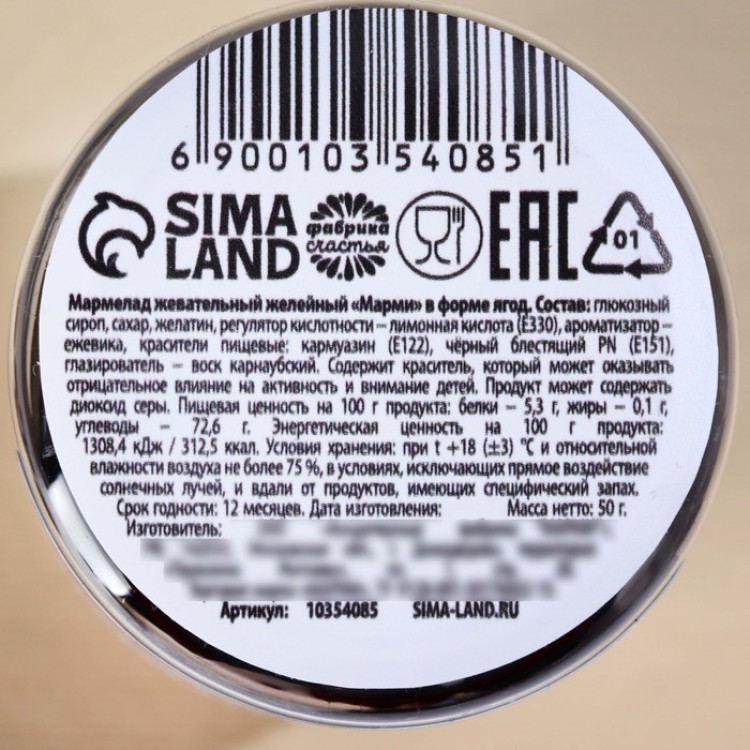 6 900103 540851
SIMA
LAND
фабрика
счастья
EAC
01
Мармелад жевательный желейный «Марми» в форме ягод. Состав: глюкозный
сироп, сахар, желатин, регулятор кислотности – лимонная кислота (Е330), ароматизатор –
ежевика, красители пищевые: кармуазин (Е122), чёрный блестящий PN (Е151),
глазирователь – воск карнаубский. Содержит краситель, который может оказывать
отрицательное влияние на активность и внимание детей. Продукт может содержать
диоксид серы. Пищевая ценность на 100 г продукта: белки – 5,3 г, жиры – 0,1 г,
углеводы – 72,6 г. Энергетическая ценность на 100 г продукта:
1308,4 кДж / 312,5 ккал. Условия хранения: при t +18 (±3) °С и относительной
влажности воздуха не более 75 %, в условиях, исключающих прямое воздействие
солнечных лучей, и вдали от продуктов, имеющих специфический запах.
Срок годности: 12 месяцев. Дата изготовления: Масса нетто: 50 г.
Изготовитель:
Артикул: 10354085 SIMA-LAND.RU